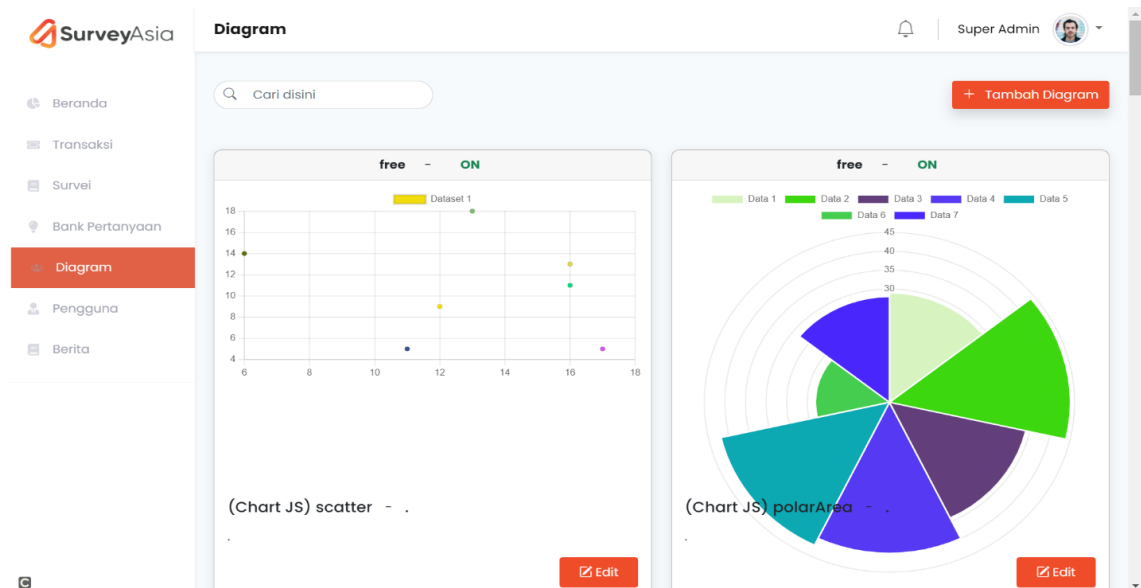 SurveyAsia
Diagram
Super Admin
Cari disini
+ Tambah Diagram
Beranda
Transaksi
Survei
Bank Pertanyaan
Diagram
Pengguna
Berita
free - ON
Dataset 1
18
16
14
12
10
8
6
4
6 8 10 12 14 16 18
(Chart JS) scatter - .
.
Edit
free - ON
Data 1 Data 2 Data 3 Data 4 Data 5
Data 6 Data 7
45
40
35
30
(Chart JS) polarArea - .
.
Edit
C